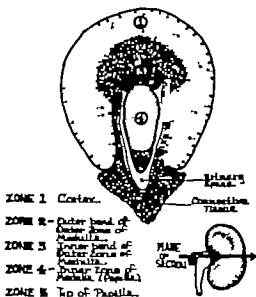 Urinary
Space.
Connective
Tissue
ZONE 1 Cortex.
ZONE 2 - Outer band of
Outer Zone of
Medulla.
ZONE 3 Inner band of
Outer Zone of
Medulla.
ZONE 4 - Inner Zone of
Medulla (Papilla)
ZONE 5 Tip of Papilla.
PLANE
OF
SECTION